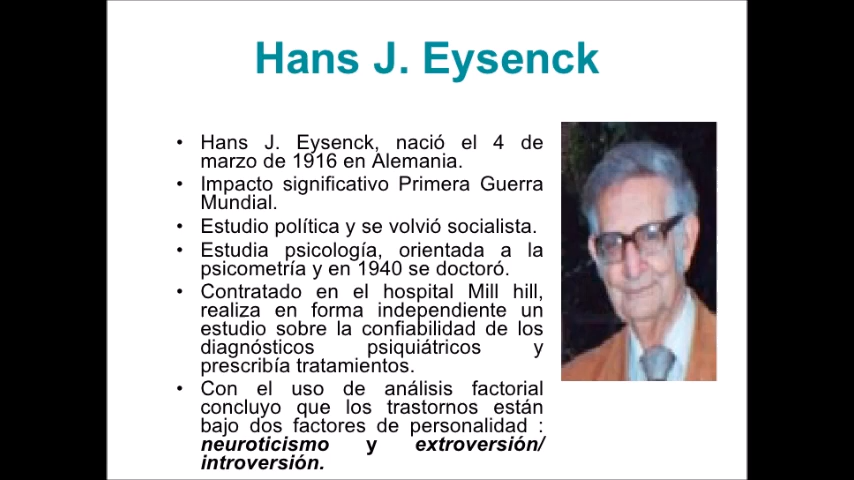 Hans J. Eysenck
• Hans J. Eysenck, nació el 4 de
marzo de 1916 en Alemania.
• Impacto significativo Primera Guerra
Mundial.
• Estudio política y se volvió socialista.
• Estudia psicología, orientada a la
psicometría y en 1940 se doctoró.
• Contratado en el hospital Mill hill,
realiza en forma independiente un
estudio sobre la confiabilidad de los
diagnósticos psiquiátricos y
prescribía tratamientos.
• Con el uso de análisis factorial
concluyo que los trastornos están
bajo dos factores de personalidad :
neuroticismo y extroversión/
introversión.